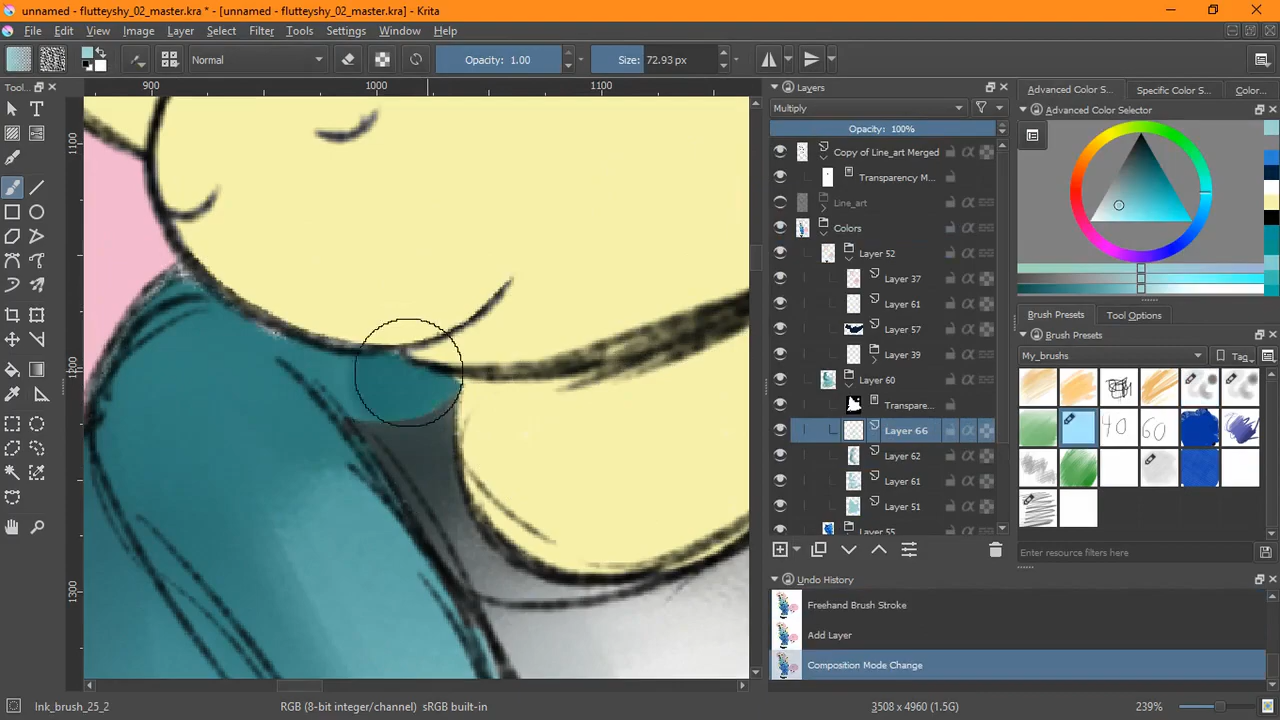 unnamed - flutteyshy_02_master.kra * - [unnamed - flutteyshy_02_master.kra] - Krita
File Edit View Image Layer Select Filter Tools Settings Window Help
Normal Opacity: 1.00 Size: 72.93 px
Tool...
900 1000 1100
1100
1200
1300
Layers
Multiply
Opacity: 100%
Copy of Line_art Merged
Transparency M...
Line_art
Colors
Layer 52
Layer 37
Layer 61
Layer 57
Layer 39
Layer 60
Transpare...
Layer 66
Layer 62
Layer 61
Layer 51
Layer 55
Undo History
Freehand Brush Stroke
Add Layer
Composition Mode Change
Advanced Color S... Specific Color S... Color...
Advanced Color Selector
Brush Presets Tool Options
Brush Presets
My_brushes Tag
40 60
Enter resource filters here
Ink_brush_25_2 RGB (8-bit integer/channel) sRGB built-in 3508 x 4960 (1.5G) 239%